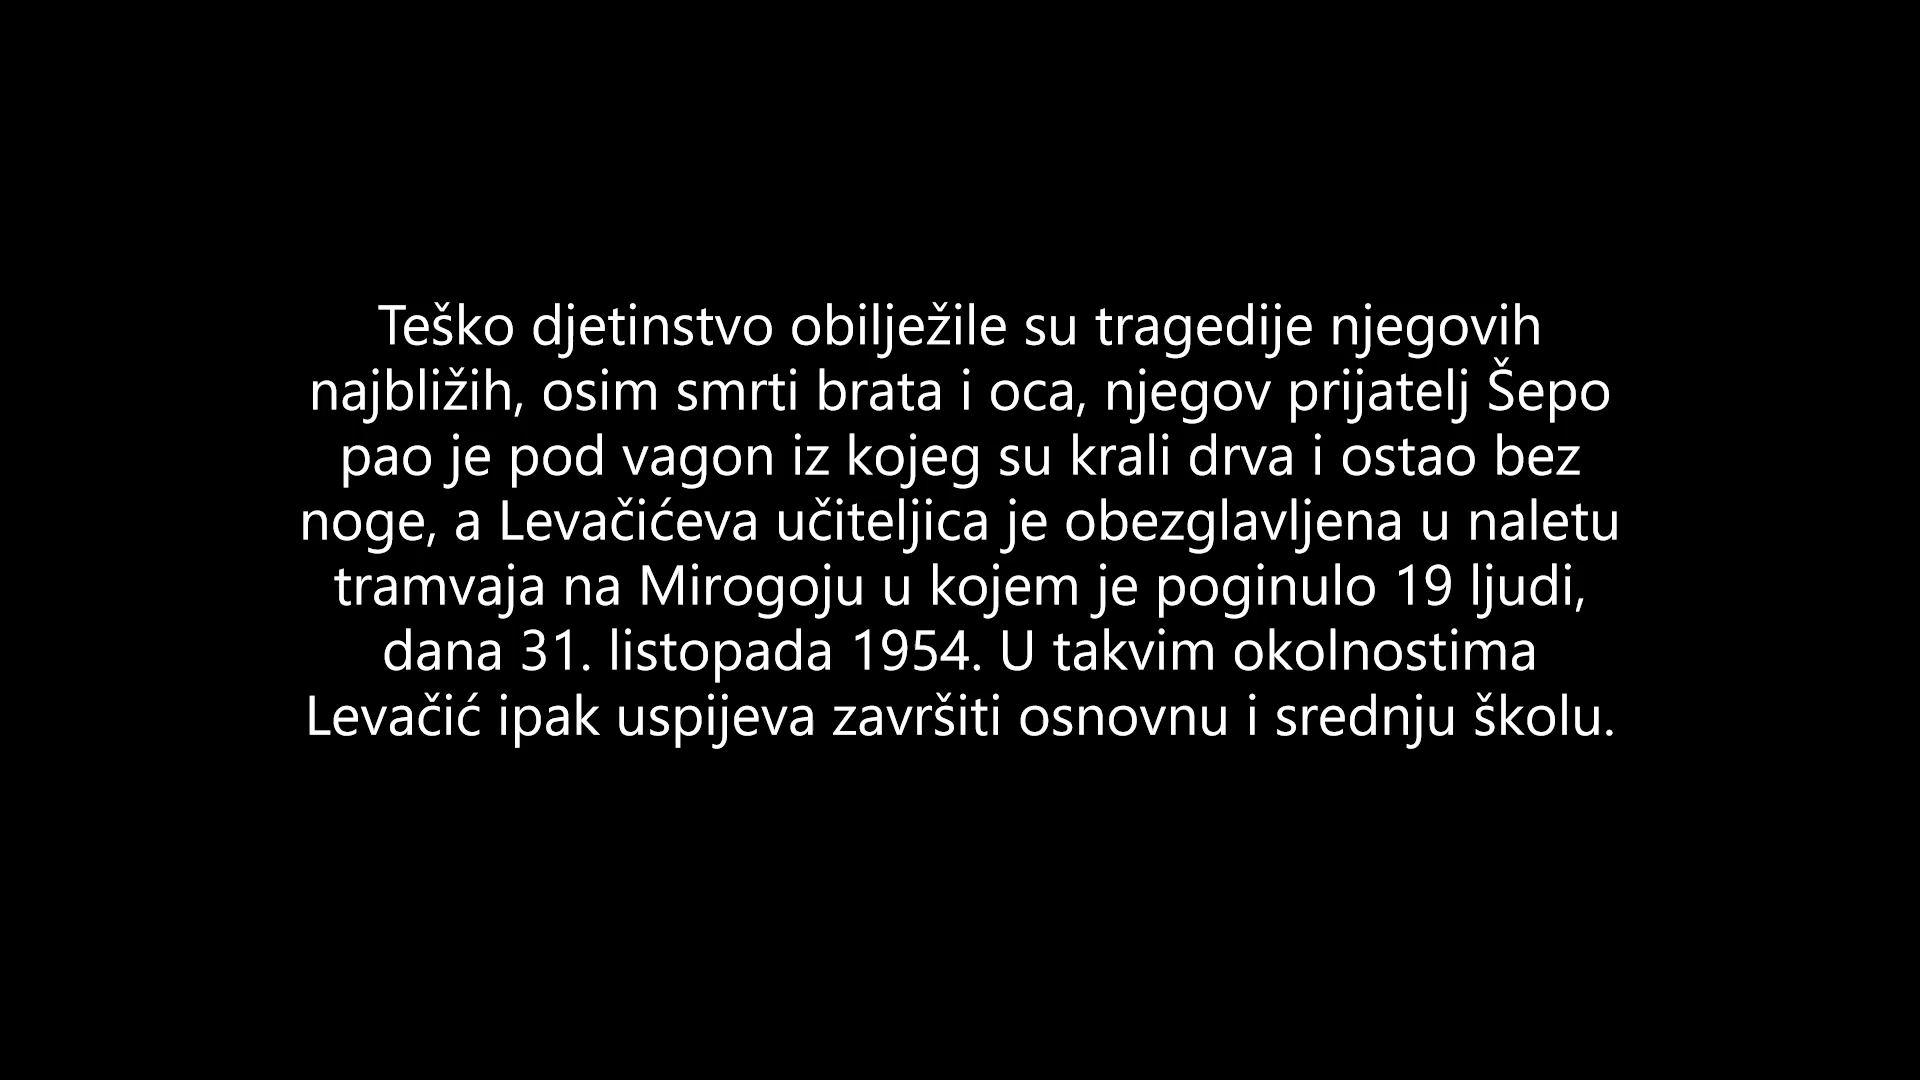 Teško djetinstvo obilježile su tragedije njegovih
najbližih, osim smrti brata i oca, njegov prijatelj Šepo
pao je pod vagon iz kojeg su krali drva i ostao bez
noge, a Levačićeva učiteljica je obezglavljena u naletu
tramvaja na Mirogoju u kojem je poginulo 19 ljudi,
dana 31. listopada 1954. U takvim okolnostima
Levačić ipak uspijeva završiti osnovnu i srednju školu.